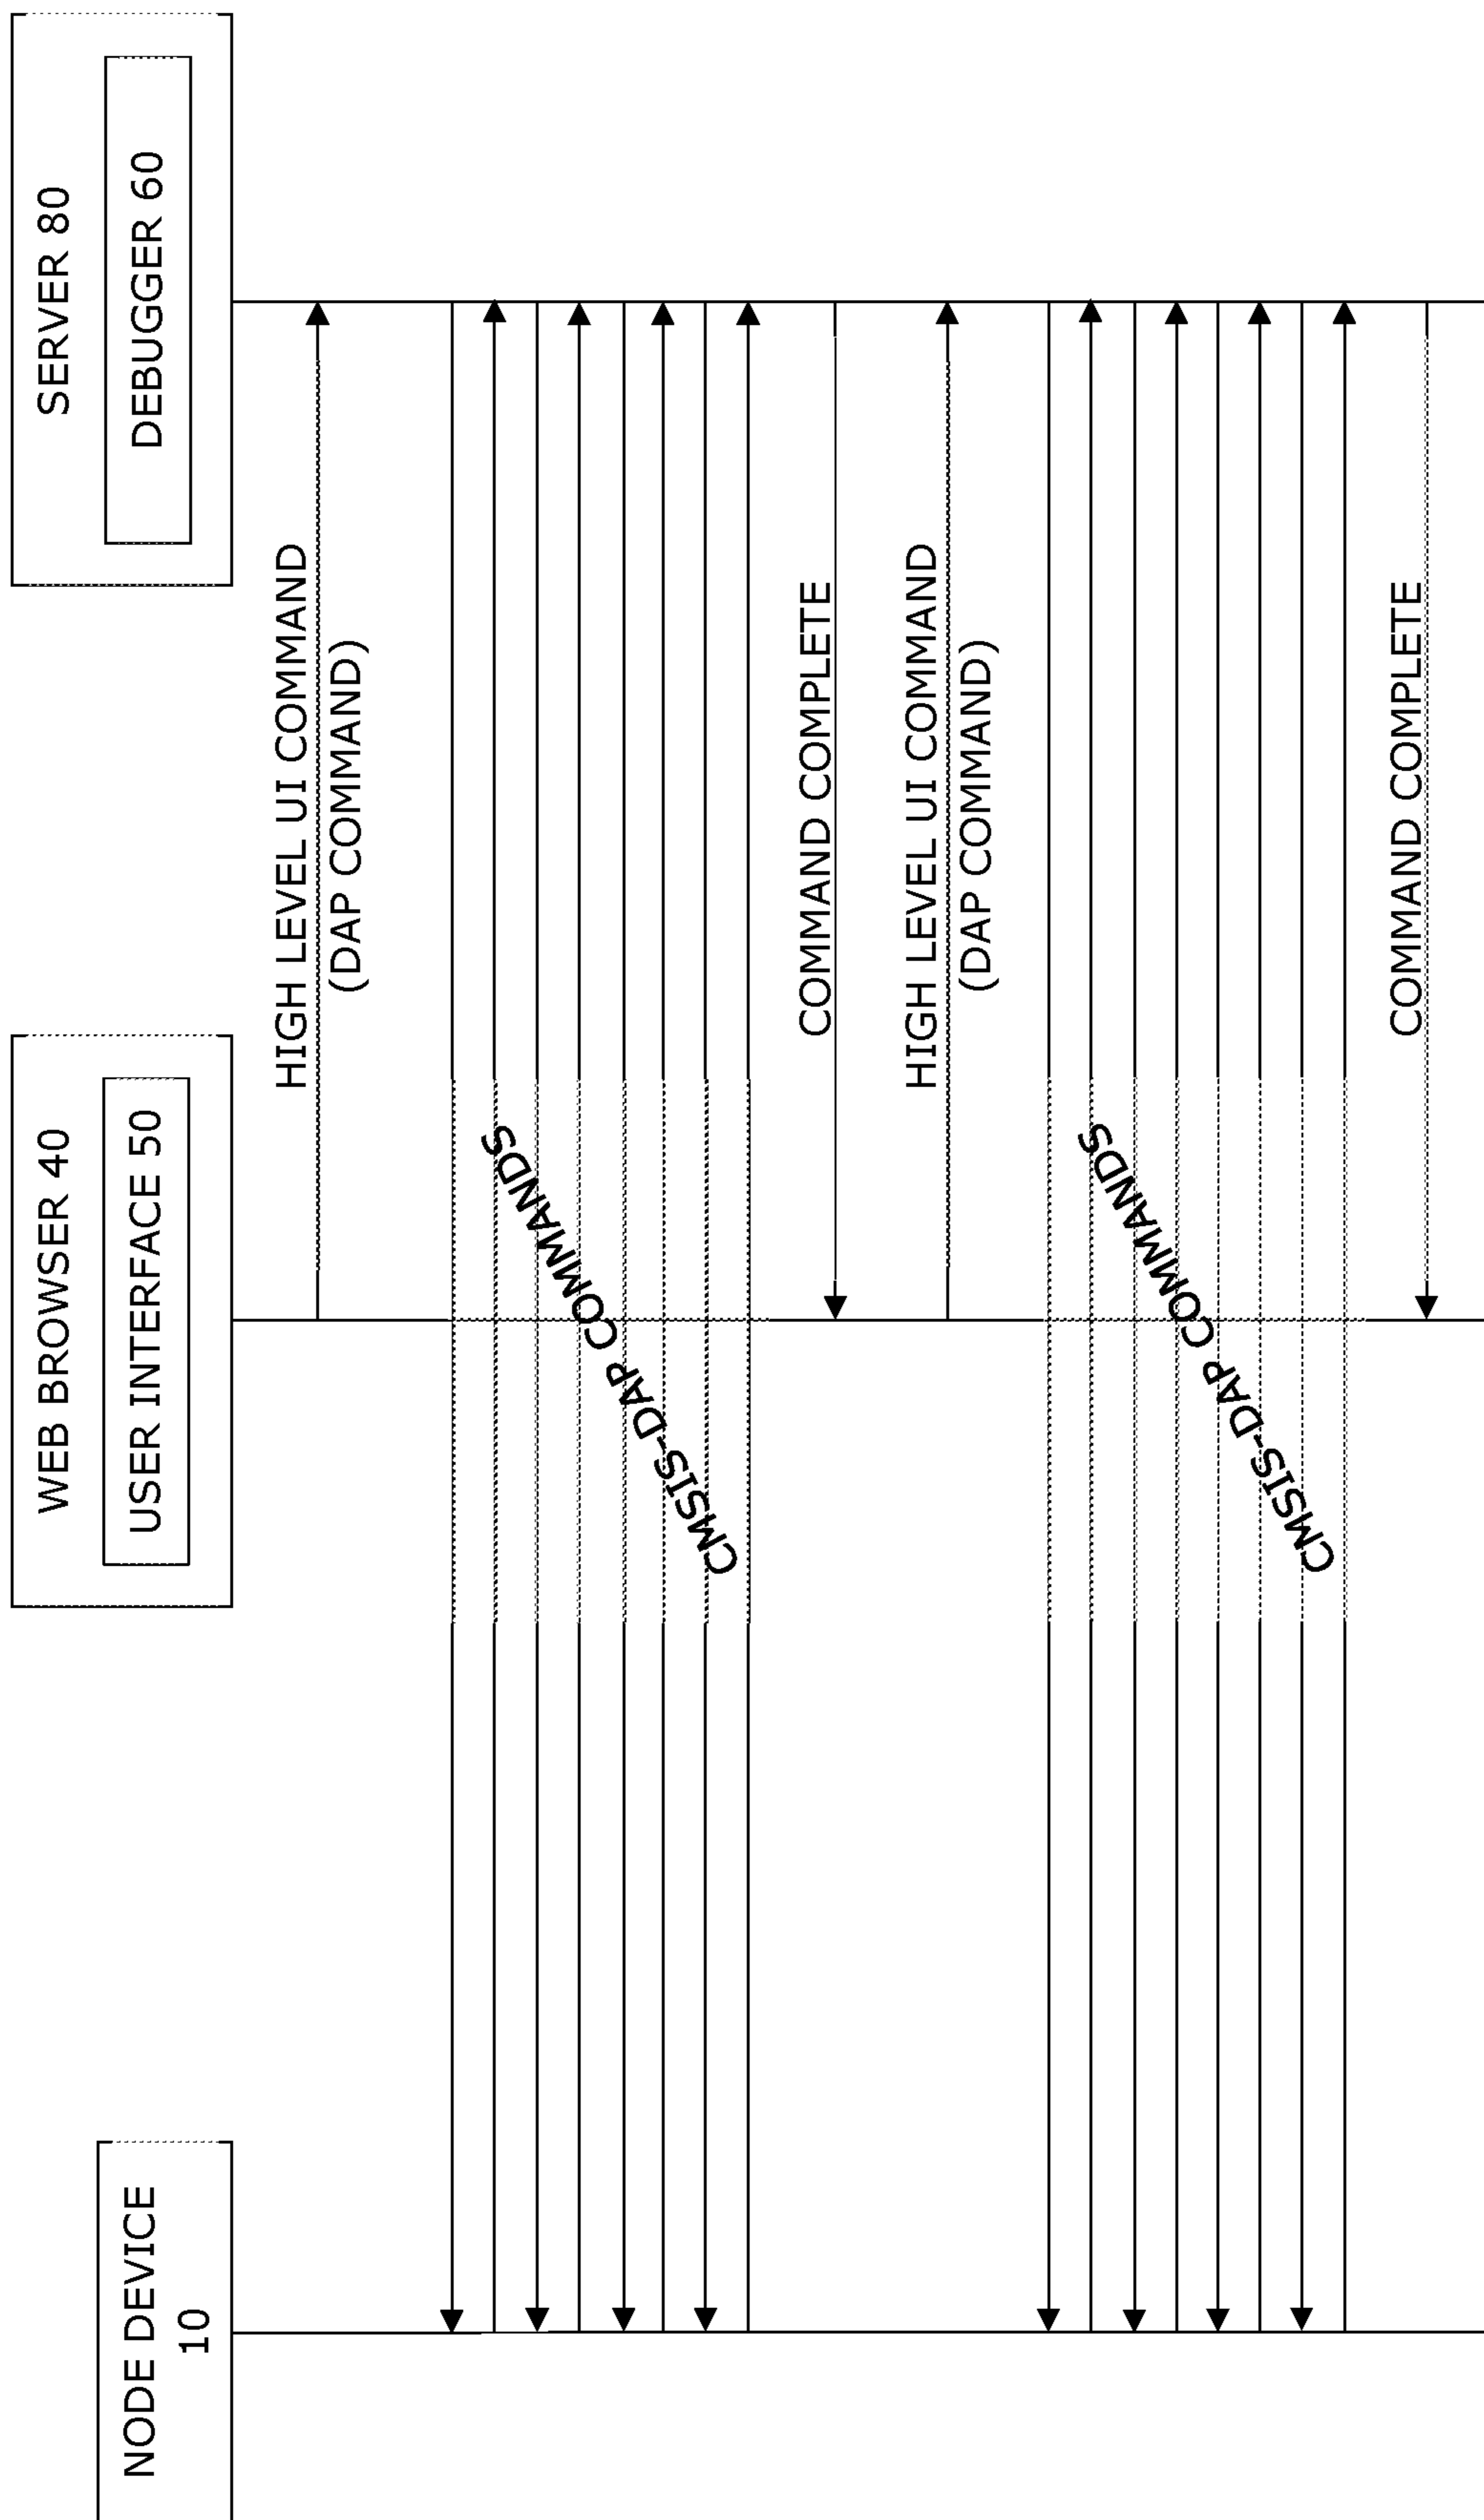 NODE DEVICE
10
WEB BROWSER 40
USER INTERFACE 50
SERVER 80
DEBUGGER 60
HIGH LEVEL UI COMMAND
(DAP COMMAND)
CMSIS-DAP COMMANDS
COMMAND COMPLETE
HIGH LEVEL UI COMMAND
(DAP COMMAND)
CMSIS-DAP COMMANDS
COMMAND COMPLETE